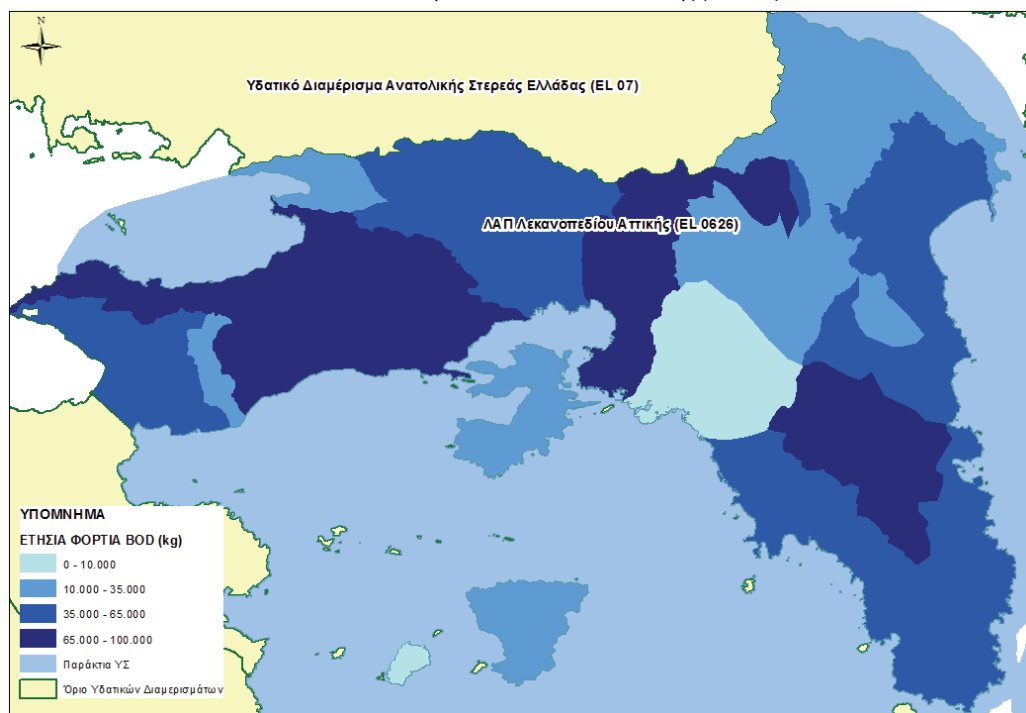 N
Υδατικό Διαμέρισμα Ανατολικής Στερεάς Ελλάδας (EL 07)
ΛΑΠ Λεκανοπεδίου Αττικής (EL 0626)
ΥΠΟΜΝΗΜΑ
ΕΤΗΣΙΑ ΦΟΡΤΙΑ BOD (kg)
0 - 10.000
10.000 - 35.000
35.000 - 65.000
65.000 - 100.000
Παράκτια ΥΣ
Όριο Υδατικών Διαμερισμάτων